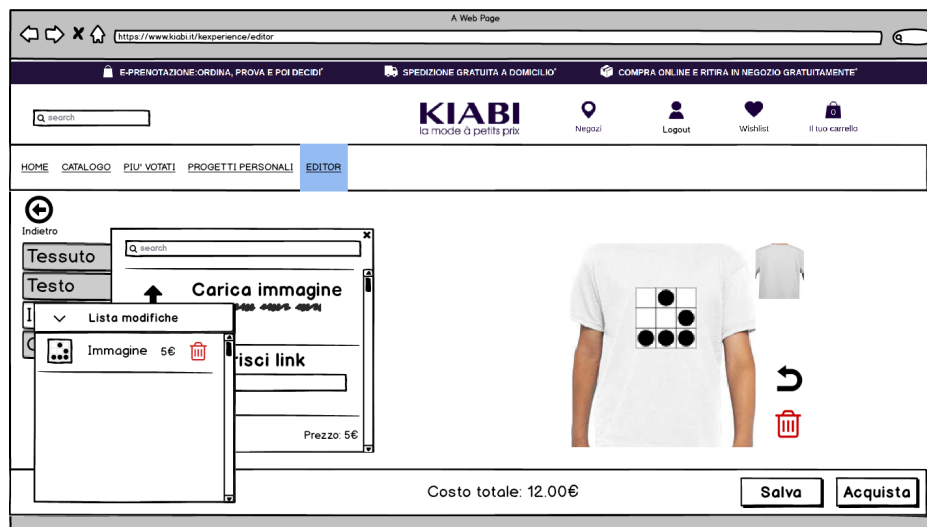 A Web Page
https://www.kiabi.it/kexperience/editor
E-PRENOTAZIONE:ORDINA, PROVA E POI DECIDI*
SPEDIZIONE GRATUITA A DOMICILIO*
COMPRA ONLINE E RITIRA IN NEGOZIO GRATUITAMENTE*
search
KIABI
la mode à petits prix
Negozi
Logout
Wishlist
0
Il tuo carrello
HOME CATALOGO PIU' VOTATI PROGETTI PERSONALI EDITOR
Indietro
Tessuto
Testo
search
Carica immagine
Lista modifiche
Immagine 5€
risci link
Prezzo: 5€
Costo totale: 12.00€
Salva
Acquista